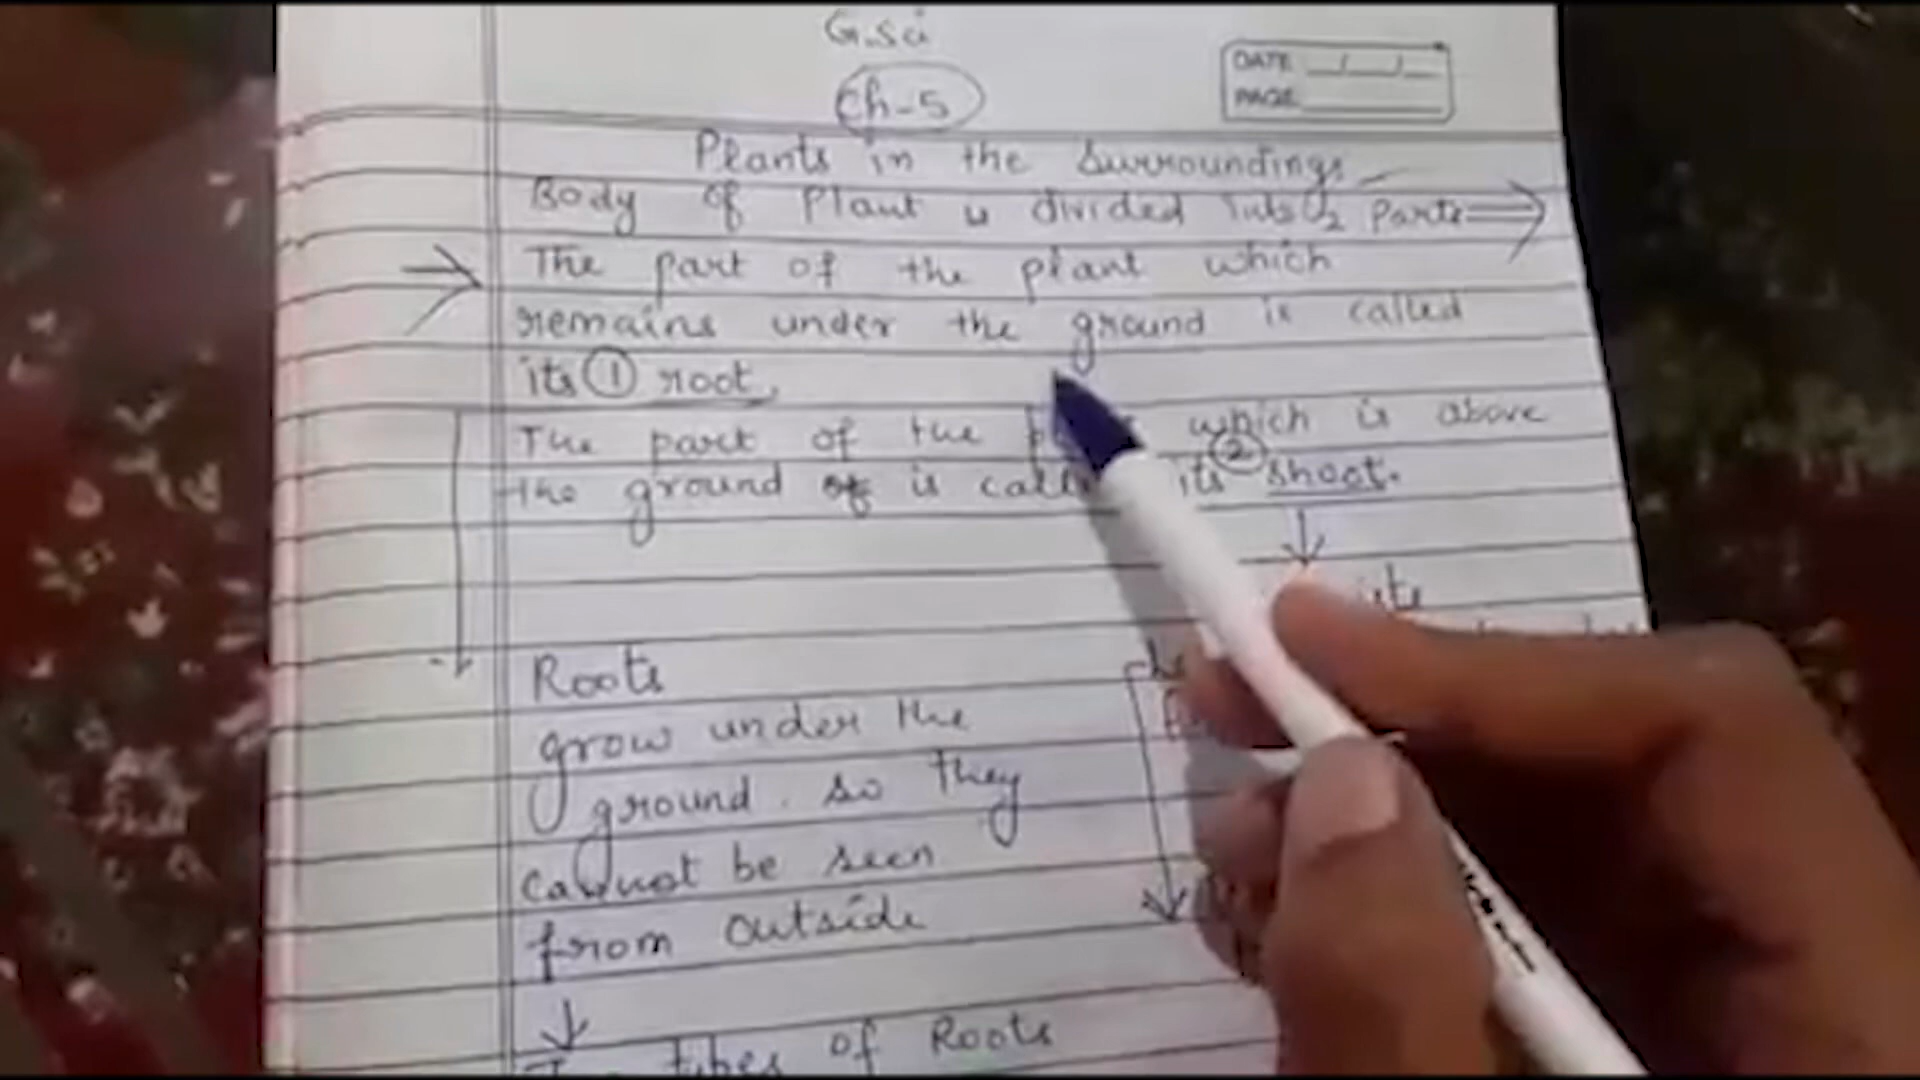 G.sci
Ch-5
DATE
PAGE
Plants in the Surroundings
Body of Plant is divided into 2 Parts
The part of the plant which
remains under the ground is called
its ① root.
The part of the which is above
the ground is its ② shoot.
Roots
grow under the
ground. so they
cannot be seen
from outside
types of Roots